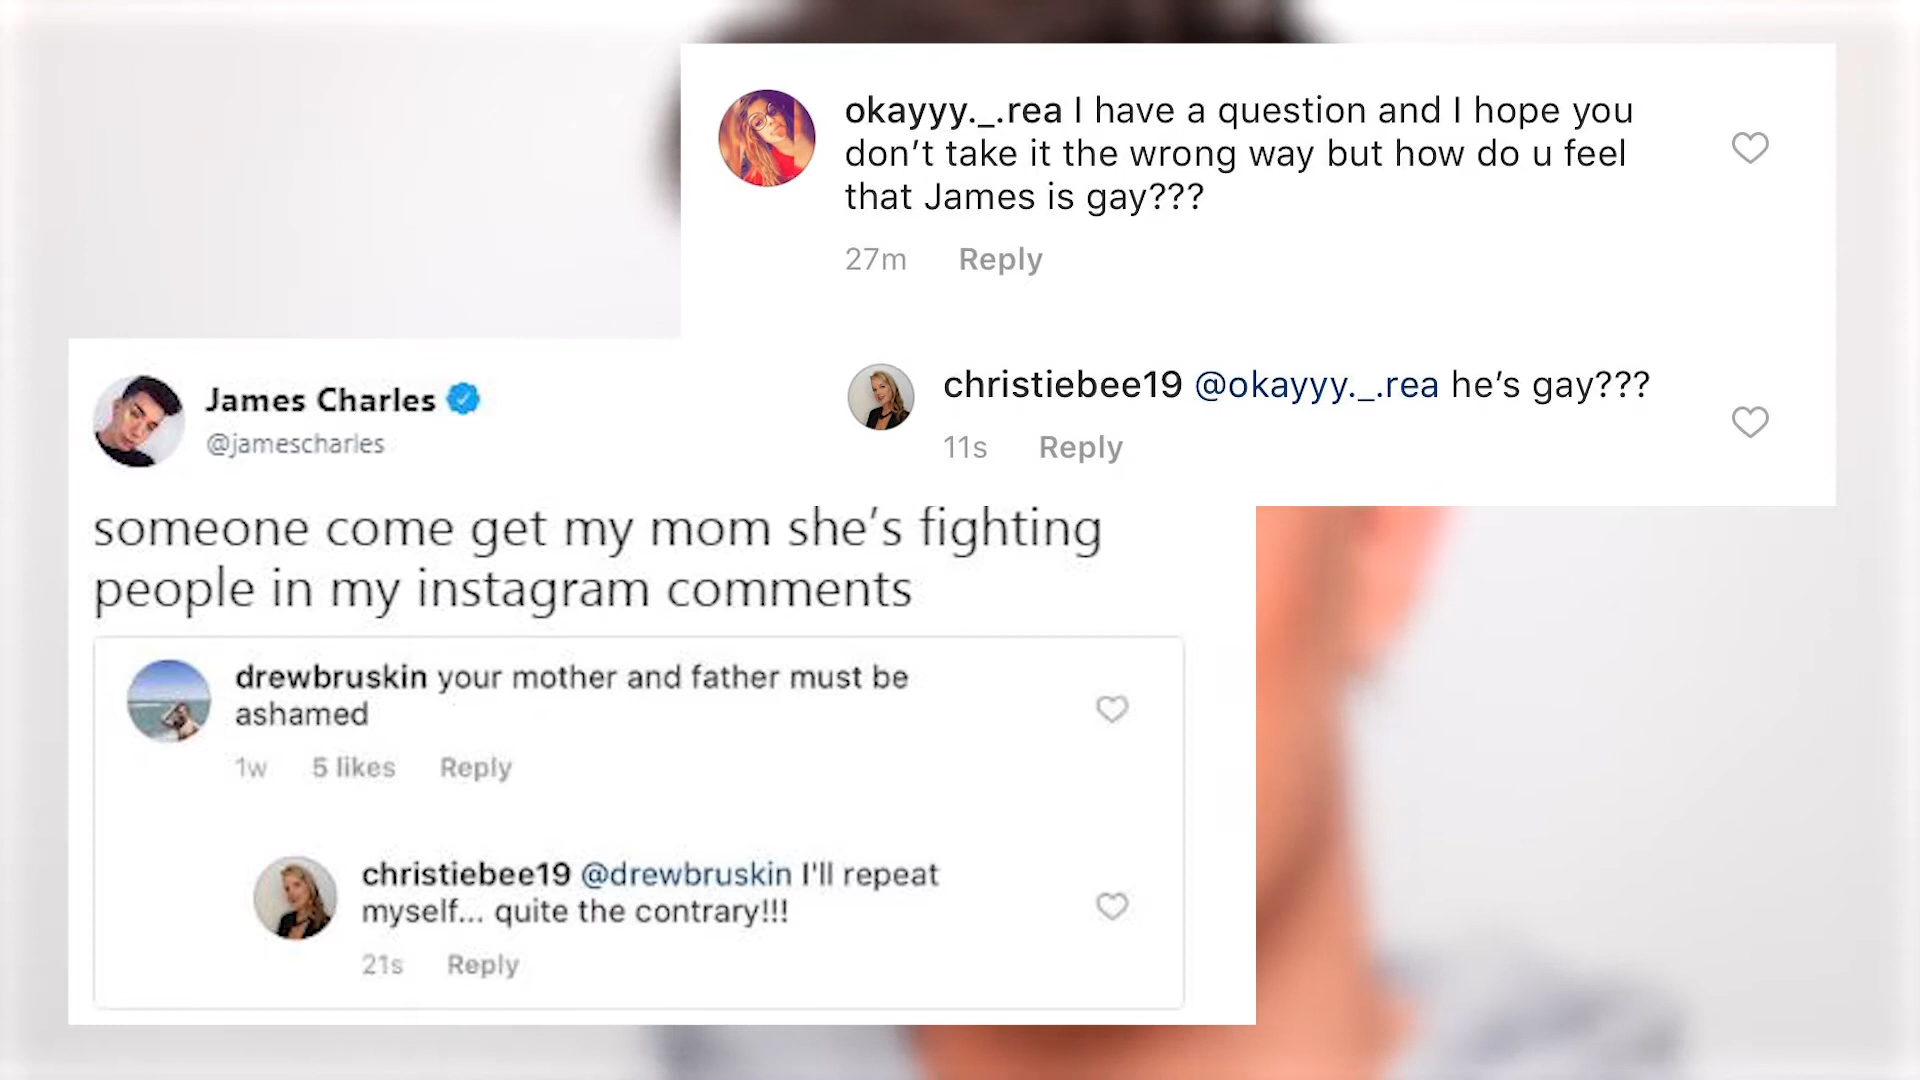 okayyy._.rea I have a question and I hope you
don't take it the wrong way but how do u feel
that James is gay???
27m Reply
christiebee19 @okayyy._.rea he's gay???
11s Reply
James Charles
@jamescharles
someone come get my mom she's fighting
people in my instagram comments
drewbruskin your mother and father must be
ashamed
1w 5 likes Reply
christiebee19 @drewbruskin I'll repeat
myself... quite the contrary!!!
21s Reply